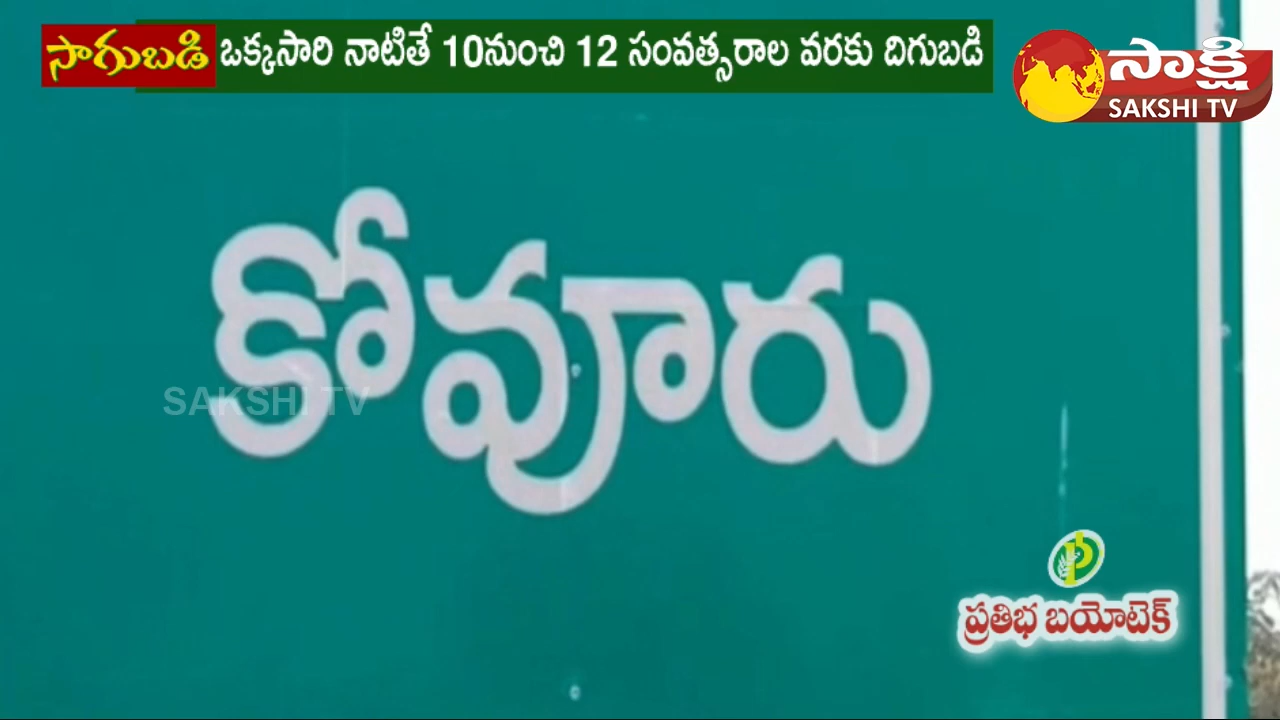 సాగుబడి ఒక్కసారి నాటితే 10నుంచి 12 సంవత్సరాల వరకు దిగుబడి
సాక్షి
SAKSHI TV
కోవూరు
SAKSHI TV
ప్రతిభ బయోటెక్